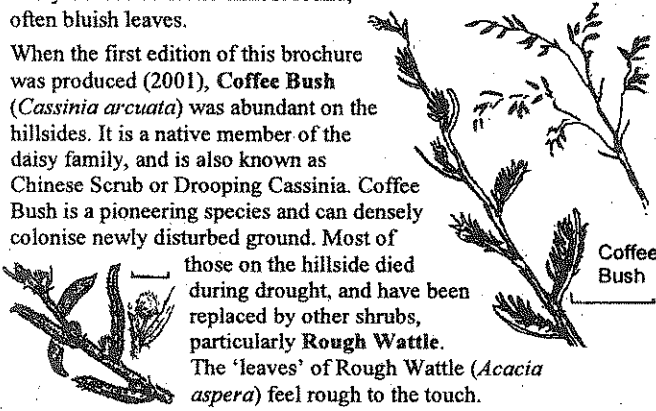 often bluish leaves.
When the first edition of this brochure
was produced (2001), Coffee Bush
(Cassinia arcuata) was abundant on the
hillsides. It is a native member of the
daisy family, and is also known as
Chinese Scrub or Drooping Cassinia. Coffee
Bush is a pioneering species and can densely
colonise newly disturbed ground. Most of
those on the hillside died
during drought, and have been
replaced by other shrubs,
particularly Rough Wattle.
The ‘leaves’ of Rough Wattle (Acacia
aspera) feel rough to the touch.
Coffee
Bush